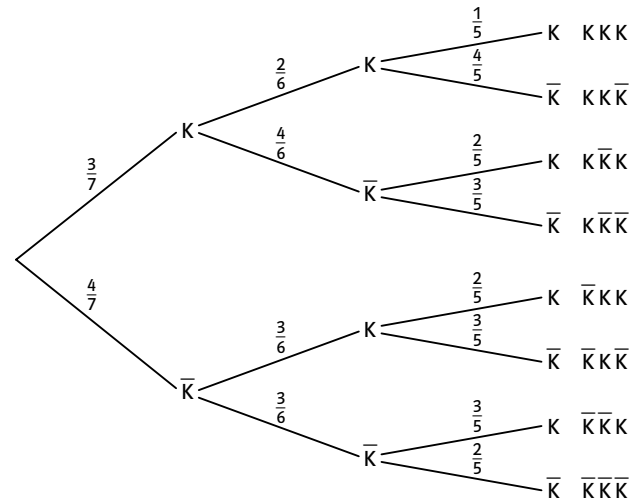 1/5 K KKK
2/6 K 4/5 K̅ KKK̅
3/7 K 4/6 K̅ 2/5 K KK̅K
3/5 K̅ KK̅K̅
4/7 K̅ 3/6 K 2/5 K K̅KK
3/5 K̅ K̅KK̅
3/6 K̅ 3/5 K K̅K̅K
2/5 K̅ K̅K̅K̅